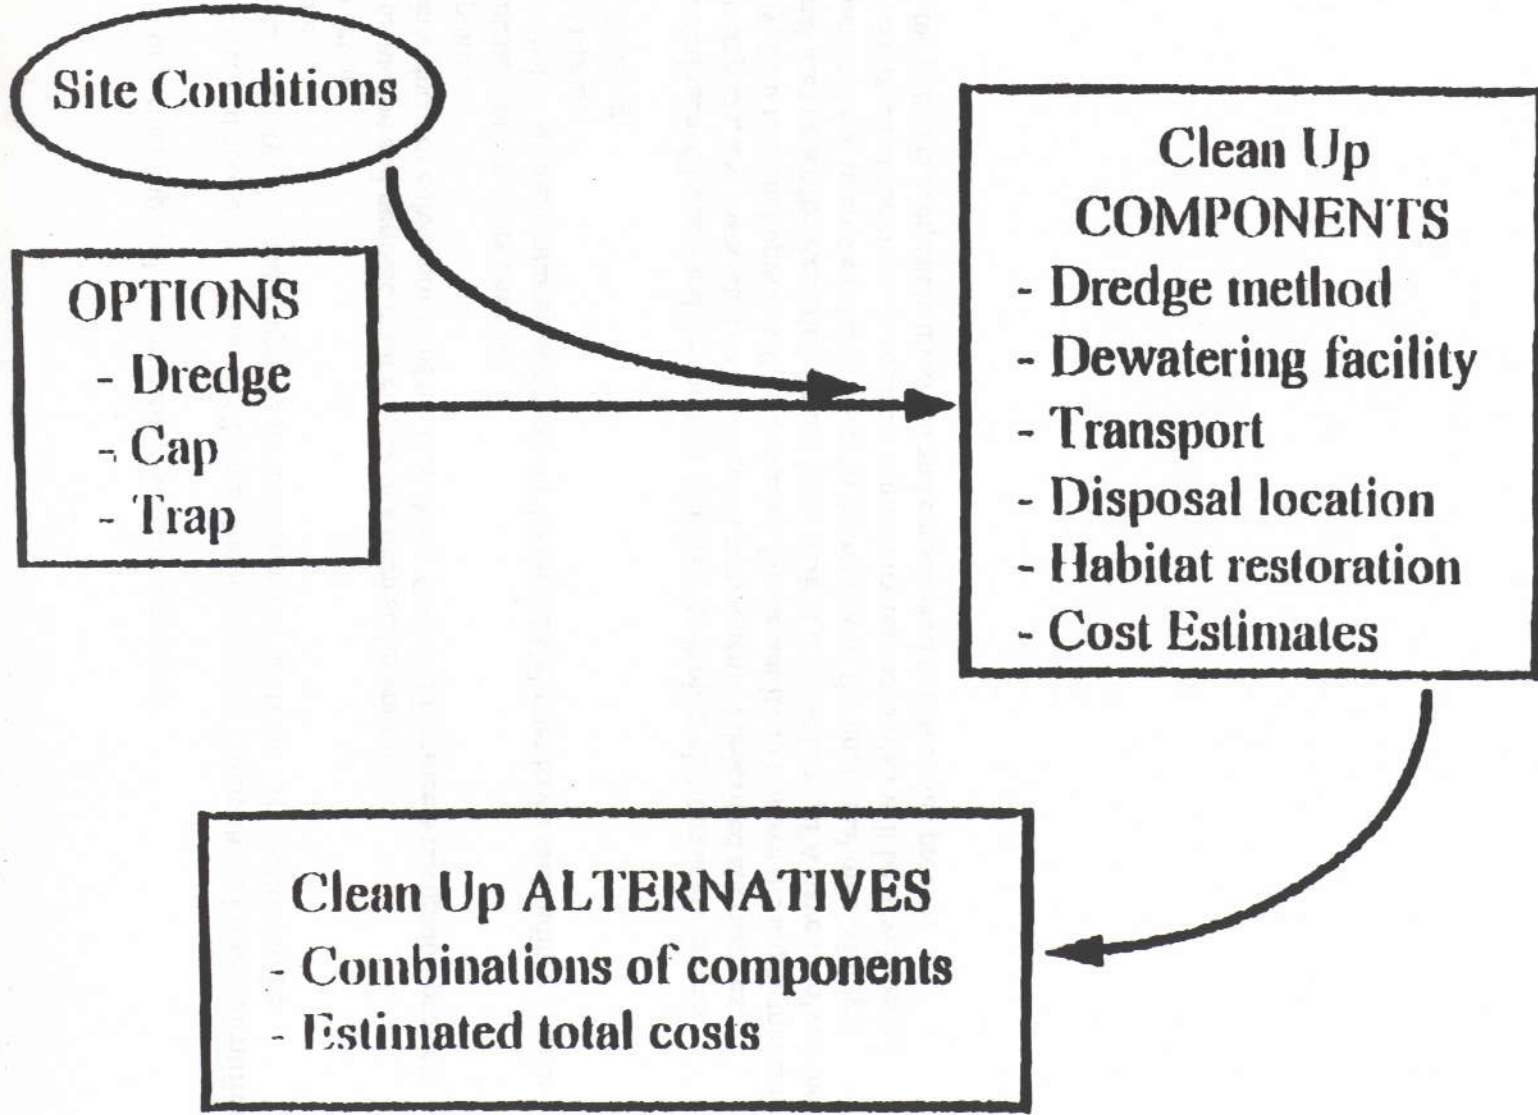 Site Conditions
OPTIONS
- Dredge
- Cap
- Trap
Clean Up
COMPONENTS
- Dredge method
- Dewatering facility
- Transport
- Disposal location
- Habitat restoration
- Cost Estimates
Clean Up ALTERNATIVES
- Combinations of components
- Estimated total costs